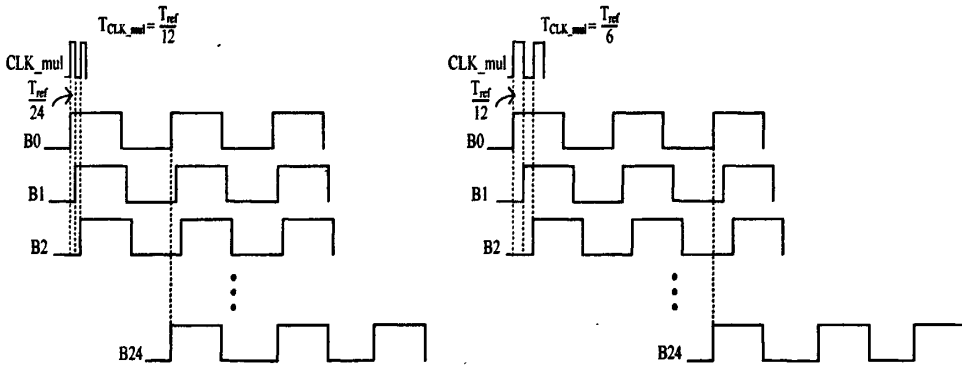 T_CLK_mul = T_ref/12
CLK_mul
T_ref/24
B0
B1
B2
B24
T_CLK_mul = T_ref/6
CLK_mul
T_ref/12
B0
B1
B2
B24